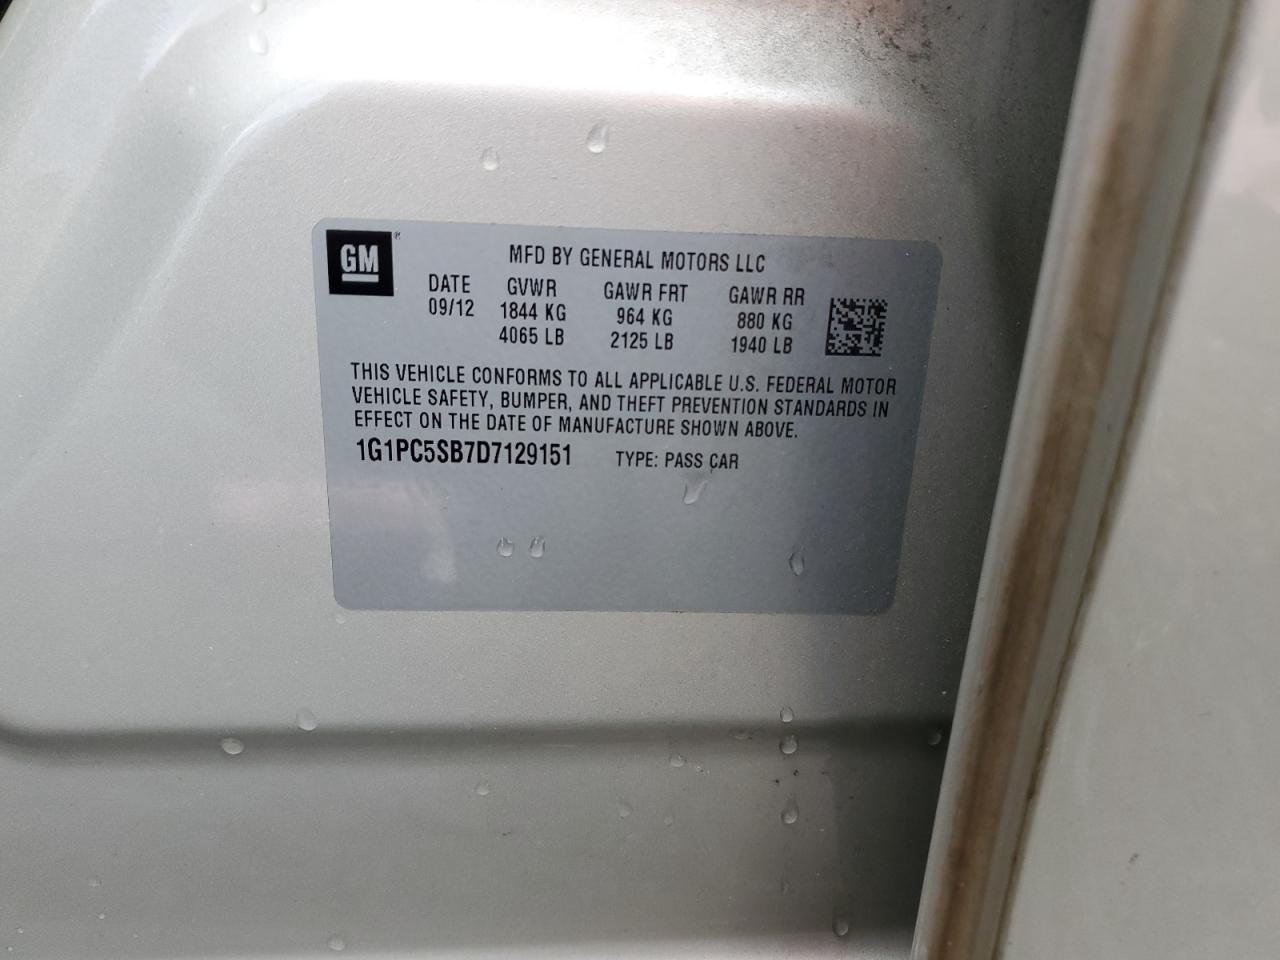 GM ®
MFD BY GENERAL MOTORS LLC
DATE GVWR GAWR FRT GAWR RR
09/12 1844 KG 964 KG 880 KG
4065 LB 2125 LB 1940 LB
THIS VEHICLE CONFORMS TO ALL APPLICABLE U.S. FEDERAL MOTOR
VEHICLE SAFETY, BUMPER, AND THEFT PREVENTION STANDARDS IN
EFFECT ON THE DATE OF MANUFACTURE SHOWN ABOVE.
1G1PC5SB7D7129151 TYPE: PASS CAR